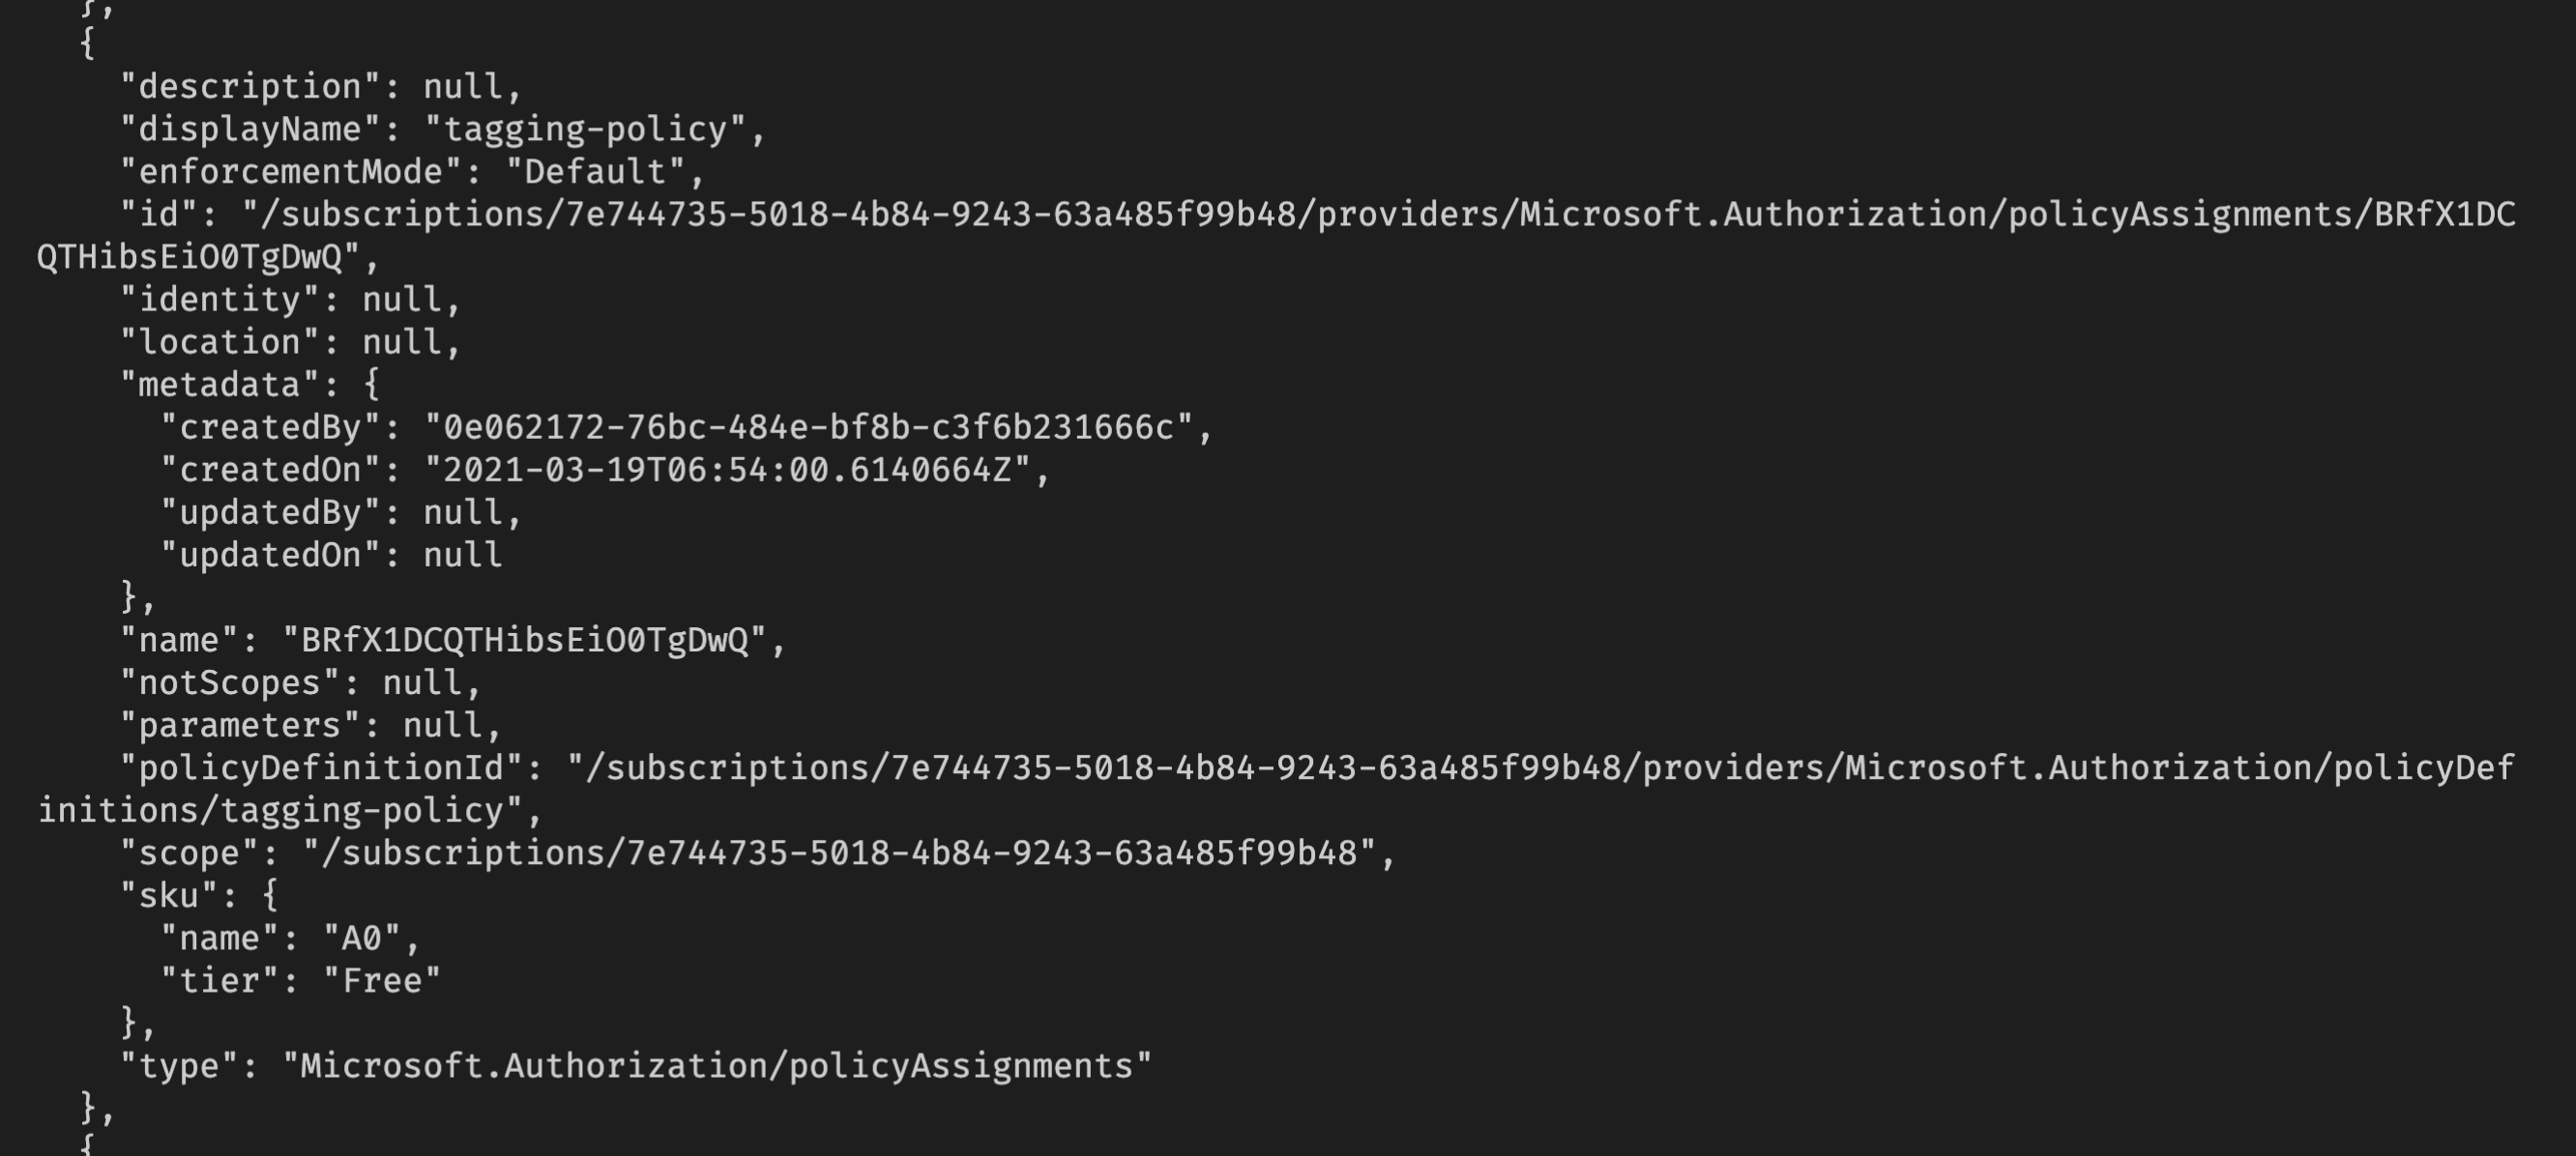 },
{
"description": null,
"displayName": "tagging-policy",
"enforcementMode": "Default",
"id": "/subscriptions/7e744735-5018-4b84-9243-63a485f99b48/providers/Microsoft.Authorization/policyAssignments/BRfX1DC
QTHibsEiO0TgDwQ",
"identity": null,
"location": null,
"metadata": {
"createdBy": "0e062172-76bc-484e-bf8b-c3f6b231666c",
"createdOn": "2021-03-19T06:54:00.6140664Z",
"updatedBy": null,
"updatedOn": null
},
"name": "BRfX1DCQTHibsEiO0TgDwQ",
"notScopes": null,
"parameters": null,
"policyDefinitionId": "/subscriptions/7e744735-5018-4b84-9243-63a485f99b48/providers/Microsoft.Authorization/policyDef
initions/tagging-policy",
"scope": "/subscriptions/7e744735-5018-4b84-9243-63a485f99b48",
"sku": {
"name": "A0",
"tier": "Free"
},
"type": "Microsoft.Authorization/policyAssignments"
},
{